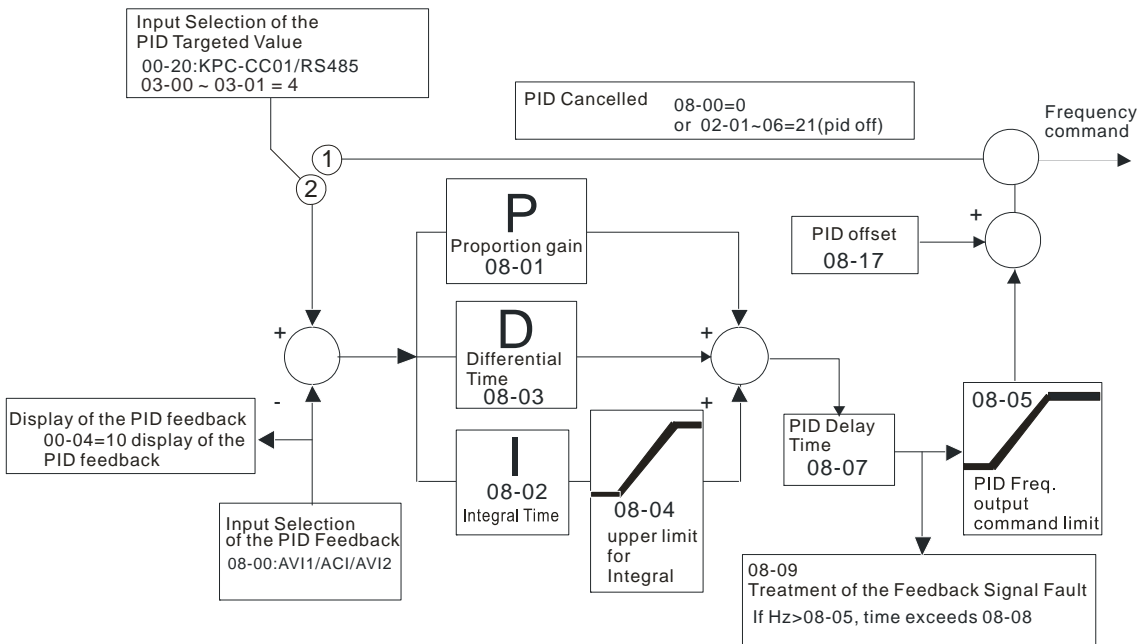 Input Selection of the
PID Targeted Value
00-20:KPC-CC01/RS485
03-00 ~ 03-01 = 4
PID Cancelled
08-00=0
or 02-01~06=21(pid off)
Frequency
command
1
2
P
Proportion gain
08-01
+
PID offset
08-17
+
-
D
Differential
Time
08-03
+
+
08-05
PID Freq.
output
command limit
Display of the PID feedback
00-04=10 display of the
PID feedback
PID Delay
Time
08-07
I
08-02
Integral Time
08-04
upper limit
for
Integral
Input Selection
of the PID Feedback
08-00:AVI1/ACI/AVI2
08-09
Treatment of the Feedback Signal Fault
If Hz>08-05, time exceeds 08-08